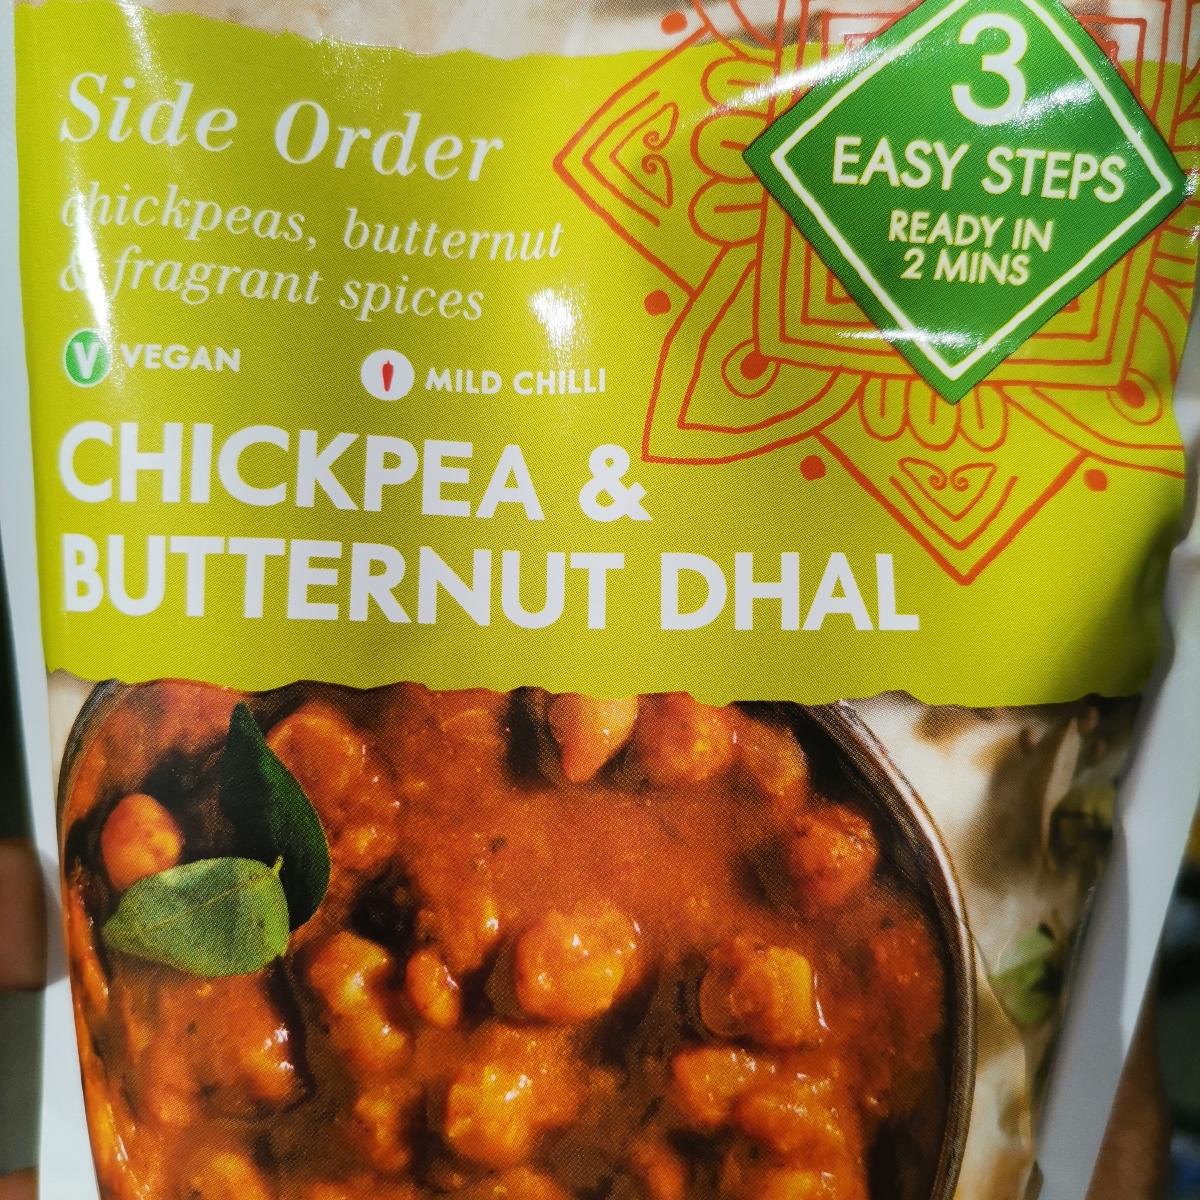 Side Order
chickpeas, butternut
& fragrant spices
V VEGAN
MILD CHILLI
CHICKPEA &
BUTTERNUT DHAL
3
EASY STEPS
READY IN
2 MINS